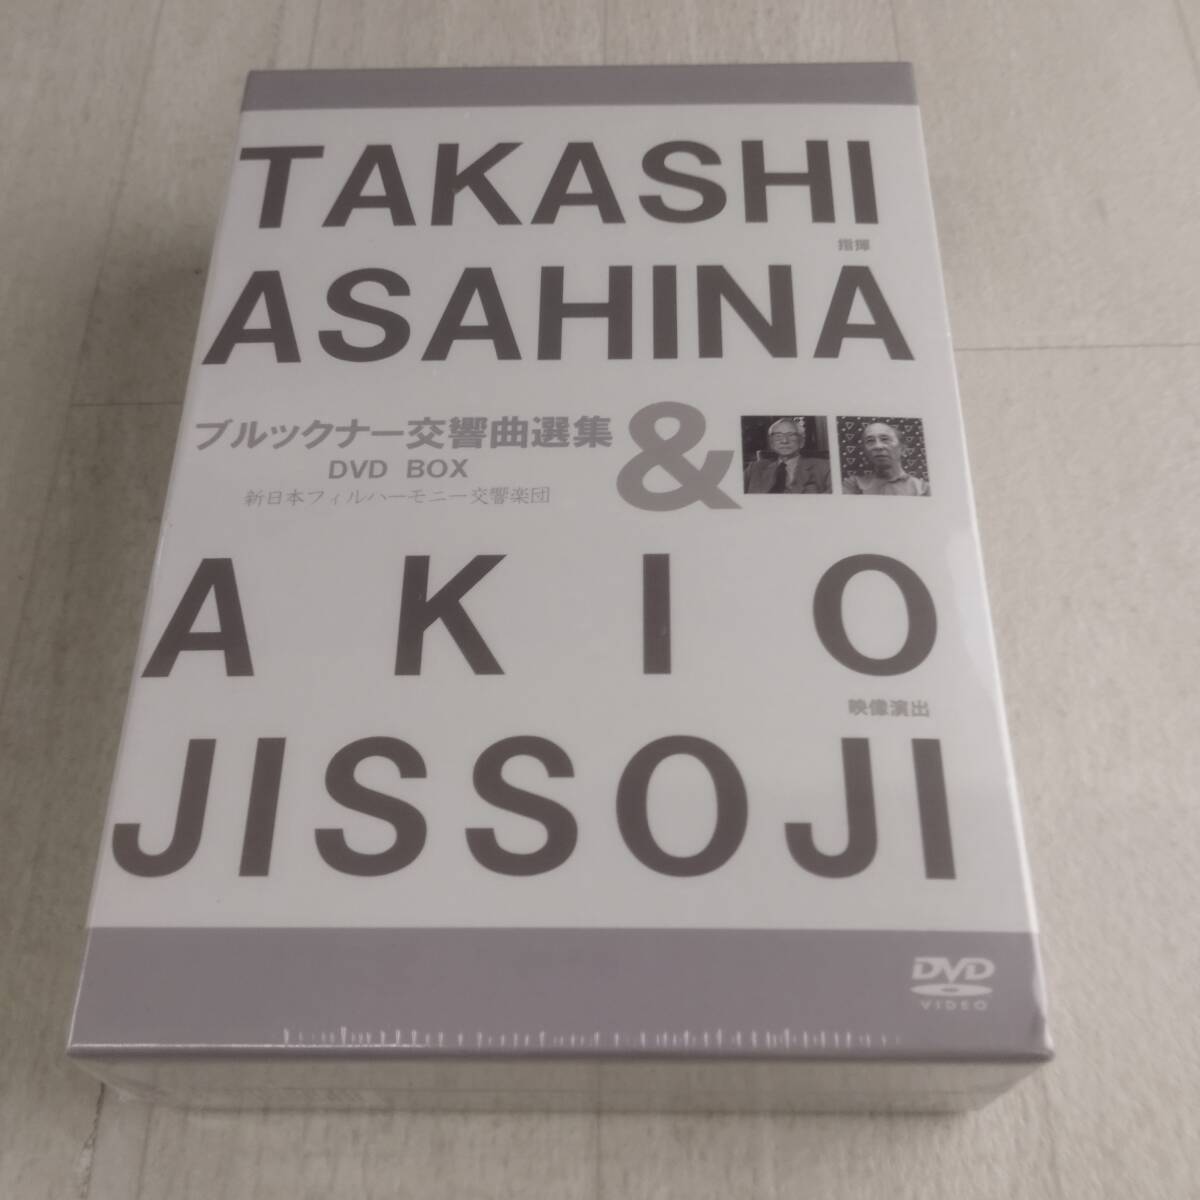 TAKASHI
指揮
ASAHINA
ブルックナー交響曲選集
&
DVD BOX
新日本フィルハーモニー交響楽団
AKIO
映像演出
JISSOJI
DVD
VIDEO